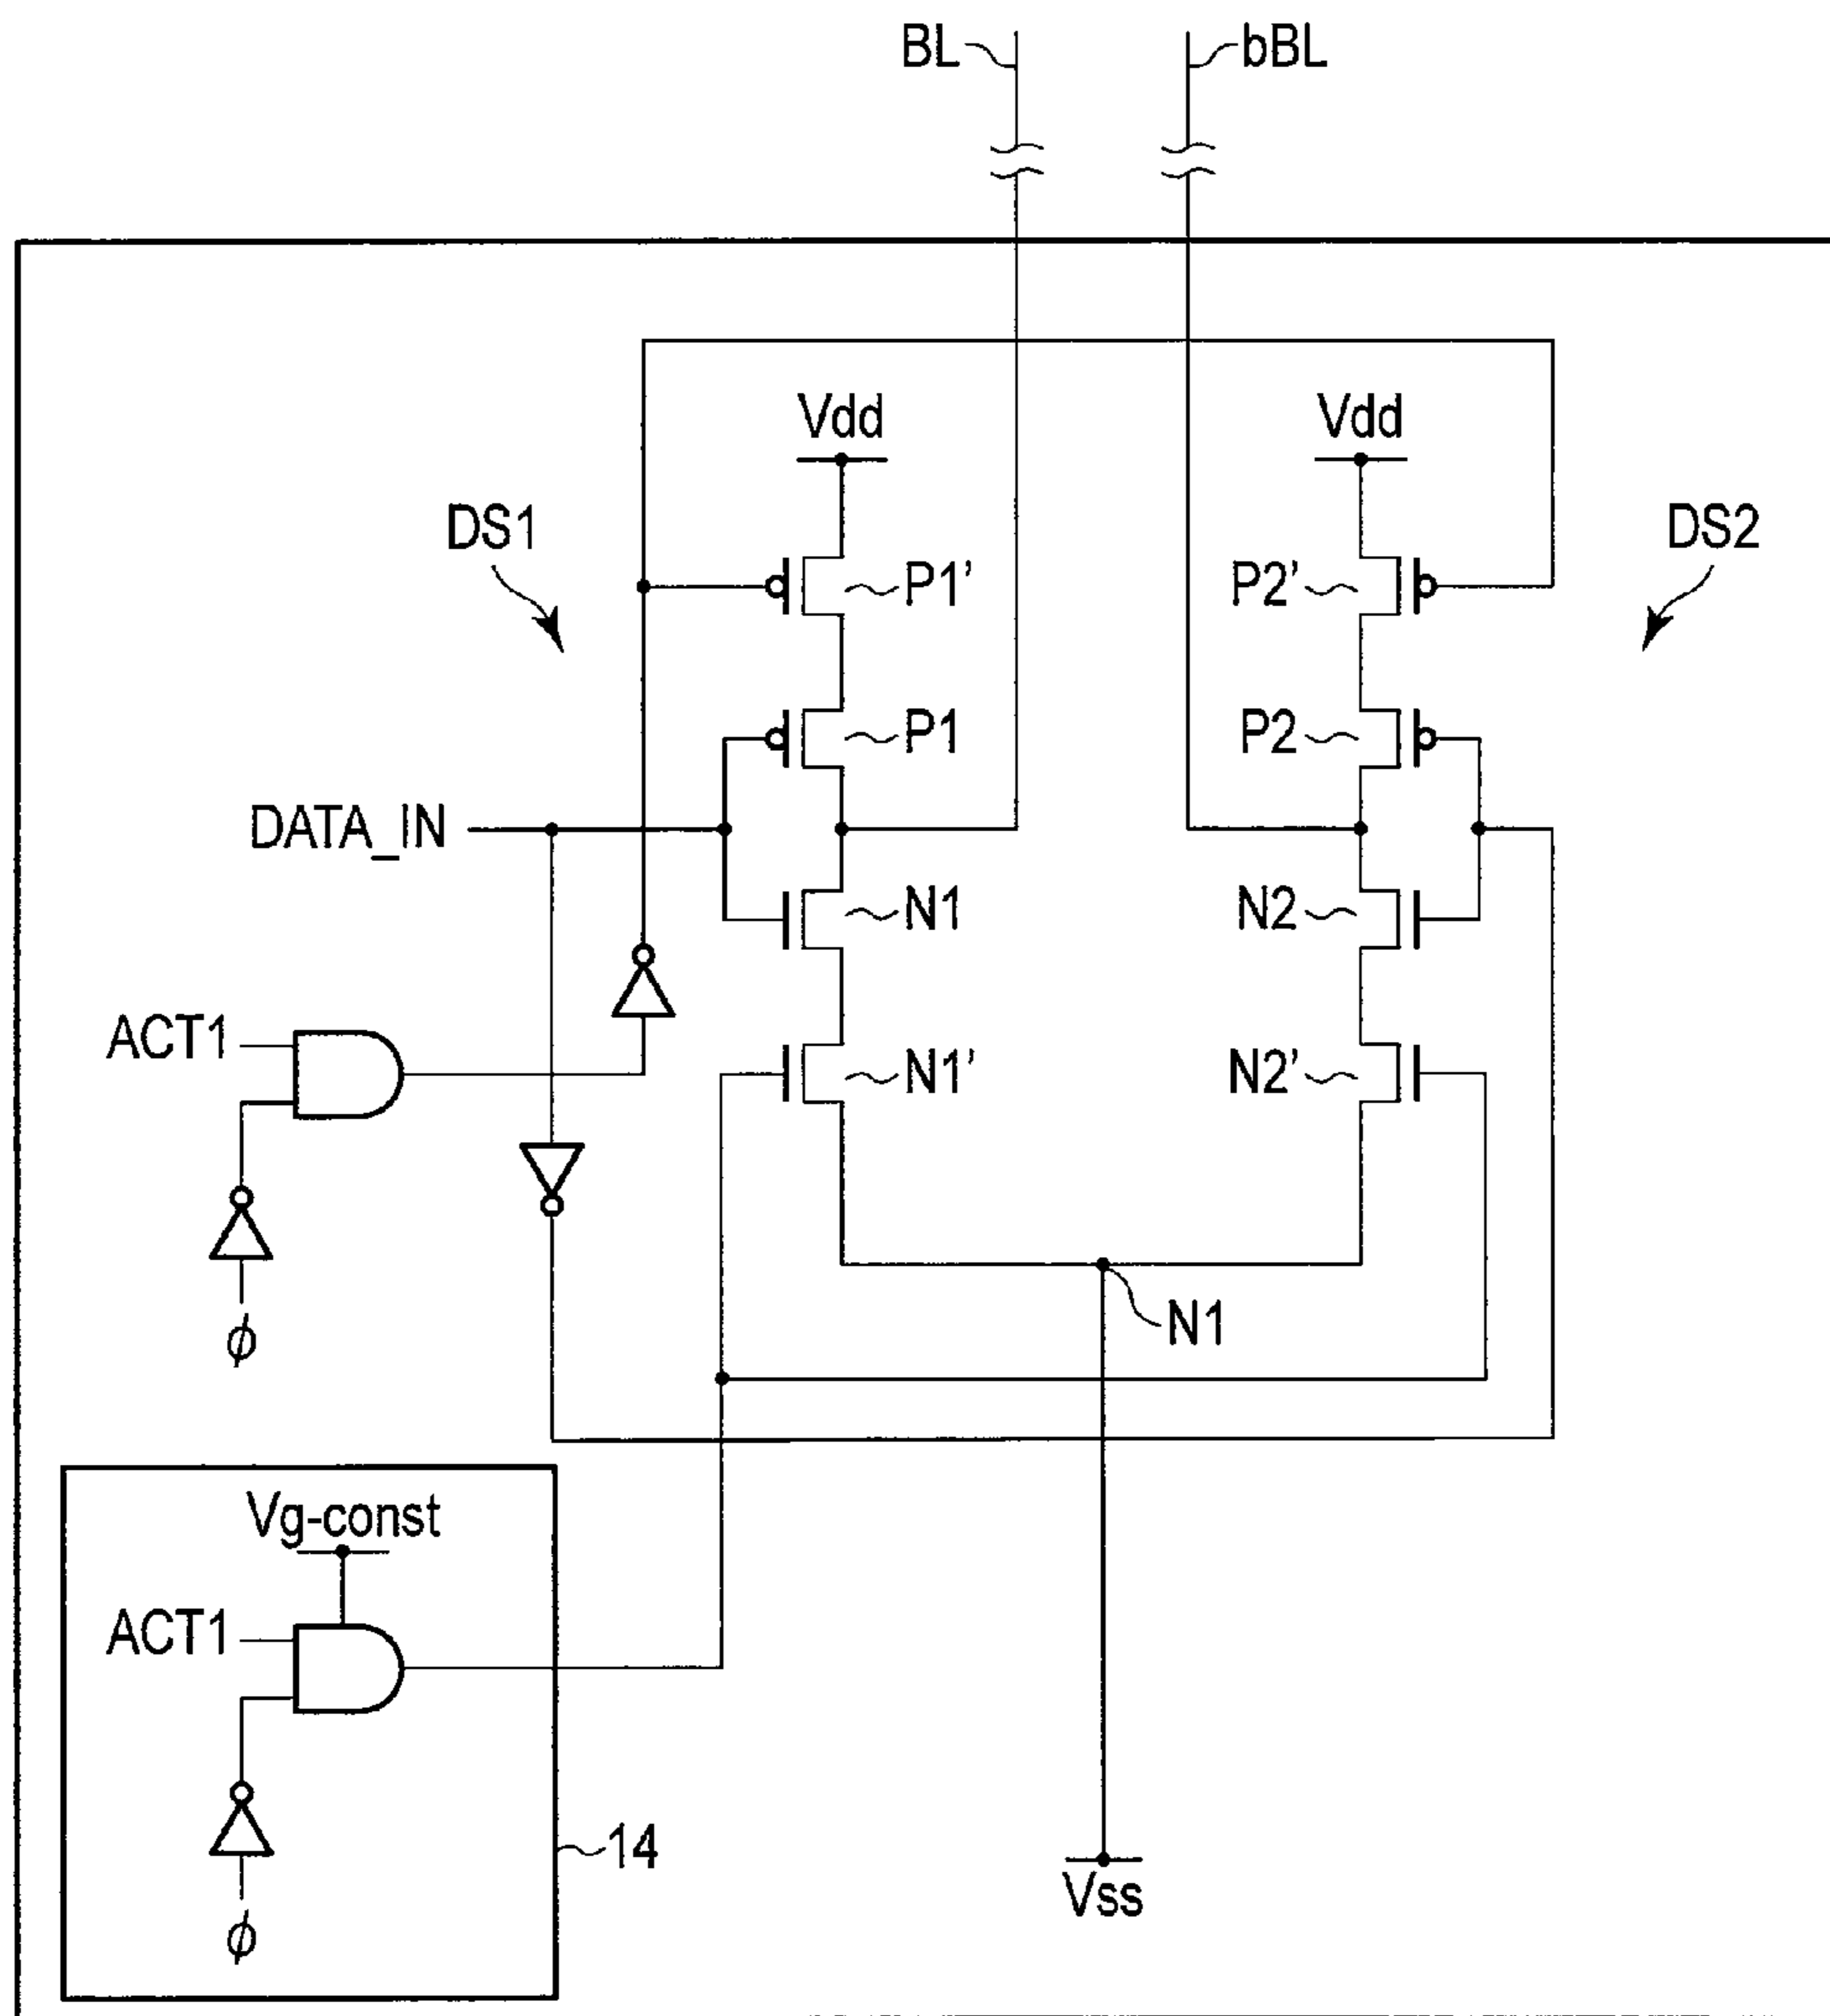 BL
bBL
Vdd
Vdd
DS1
DS2
P1’
P2’
P1
P2
DATA_IN
N1
N2
ACT1
N1’
N2’
ϕ
N1
Vg-const
ACT1
14
Vss
ϕ